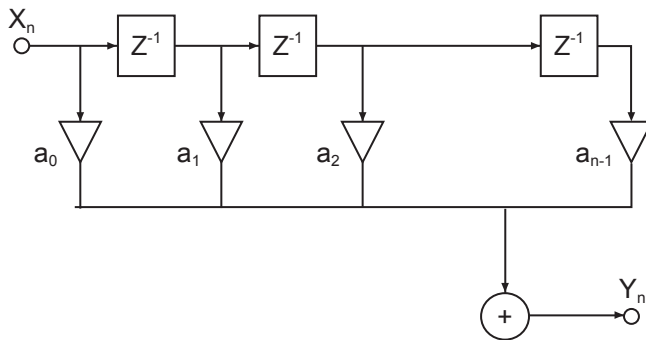 Xₙ
Z⁻¹
Z⁻¹
Z⁻¹
a₀
a₁
a₂
aₙ₋₁
+
Yₙ